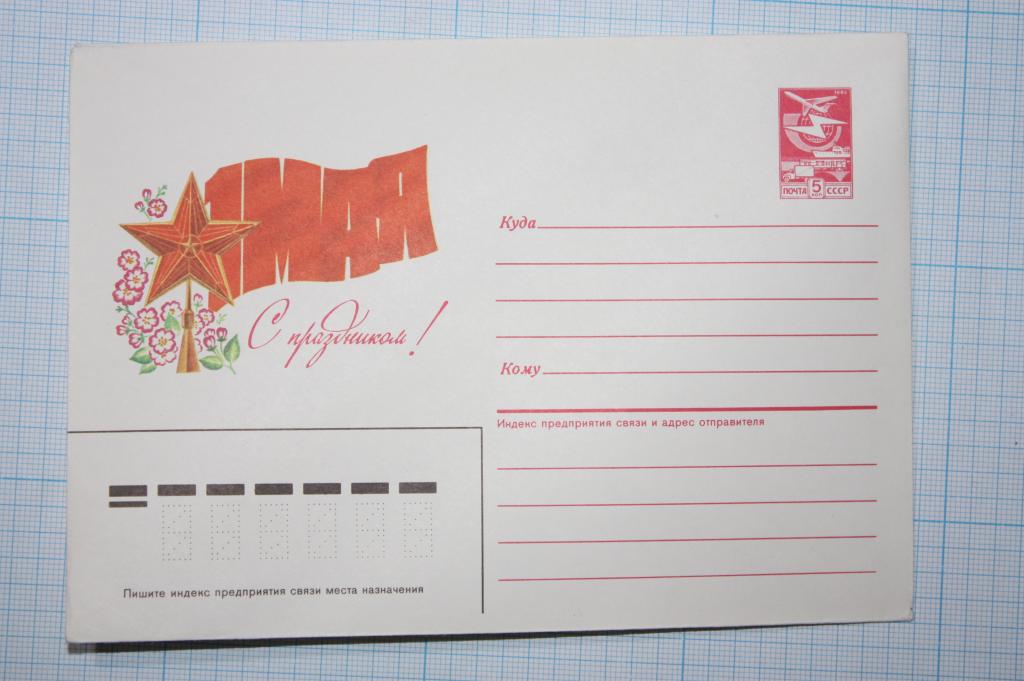 1 МАЯ
С праздником!
1982
ПОЧТА 5 КОП СССР
Куда
Кому
Индекс предприятия связи и адрес отправителя
Пишите индекс предприятия связи места назначения